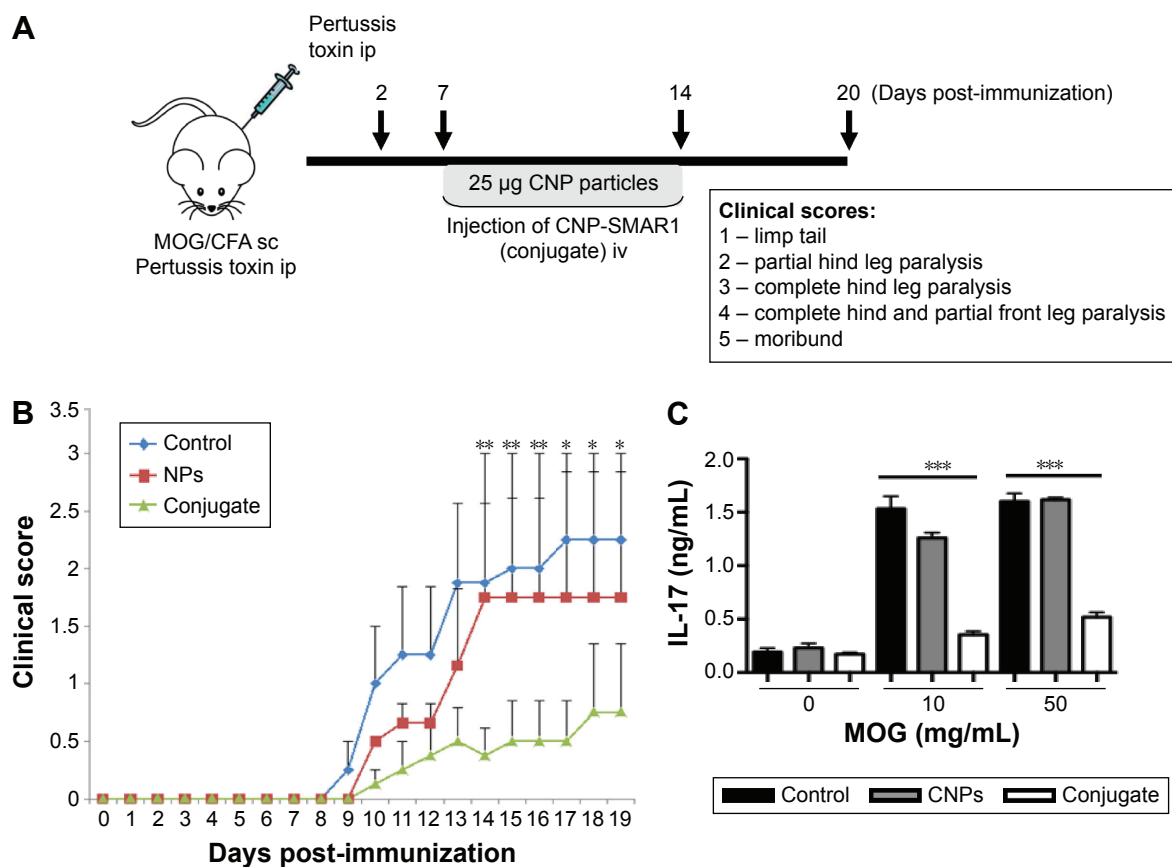 A
Pertussis
toxin ip
2 7 14 20 (Days post-immunization)
25 µg CNP particles
Injection of CNP-SMAR1
(conjugate) iv
MOG/CFA sc
Pertussis toxin ip
Clinical scores:
1 – limp tail
2 – partial hind leg paralysis
3 – complete hind leg paralysis
4 – complete hind and partial front leg paralysis
5 – moribund
B
3.5
3
2.5
2
1.5
1
0.5
0
Clinical score
Control
NPs
Conjugate
** ** ** * * *
0 1 2 3 4 5 6 7 8 9 10 11 12 13 14 15 16 17 18 19
Days post-immunization
C
2.0
1.5
1.0
0.5
0.0
IL-17 (ng/mL)
*** ***
0 10 50
MOG (mg/mL)
Control CNPs Conjugate